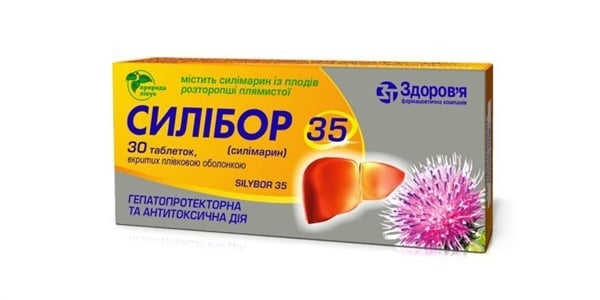 природа
лікує
містить силімарин із плодів
розторопші плямистої
Здоров'я
фармацевтична компанія
СИЛІБОР 35
30 таблеток,
(силімарин)
вкритих плівковою оболонкою
SILYBOR 35
ГЕПАТОПРОТЕКТОРНА
ТА АНТИТОКСИЧНА ДІЯ